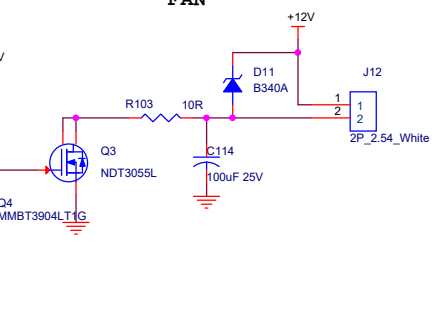 FAN
+12V
V
D11
B340A
J12
R103
10R
1
1
2
2
2P_2.54_White
Q3
NDT3055L
C114
100uF 25V
Q4
MMBT3904LT1G